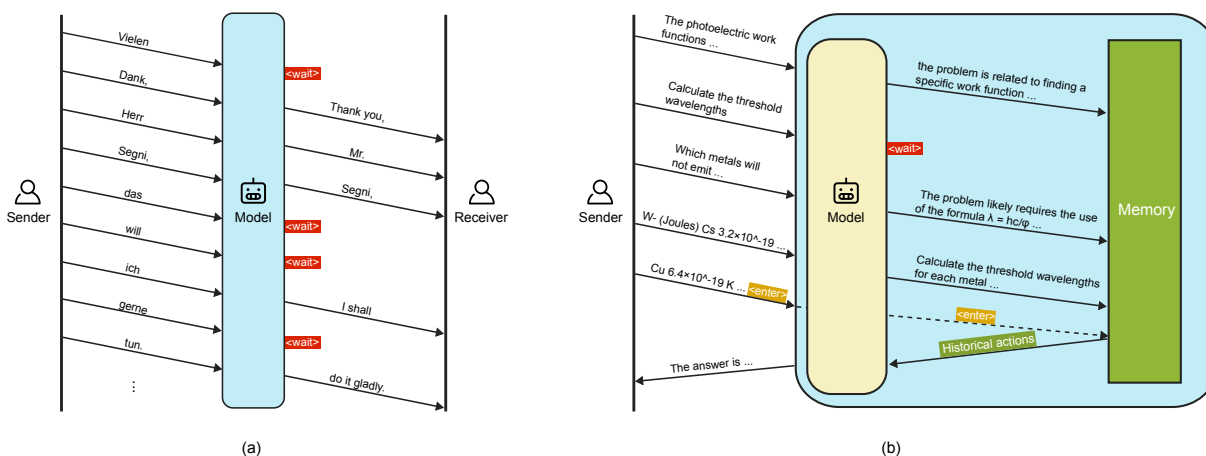 Vielen
Dank,
Herr
Segni,
das
will
ich
gerne
tun.
⋮
Sender
Model
<wait>
Thank you,
Mr.
Segni,
<wait>
<wait>
I shall
<wait>
do it gladly.
Receiver
(a)
The photoelectric work
functions ...
Calculate the threshold
wavelengths
Which metals will
not emit ...
W- (Joules) Cs 3.2×10^-19 ...
Cu 6.4×10^-19 K ... <enter>
The answer is ...
Sender
Model
the problem is related to finding a
specific work function ...
<wait>
The problem likely requires the use
of the formula λ = hc/φ ...
Calculate the threshold wavelengths
for each metal ...
<enter>
Historical actions
Memory
(b)